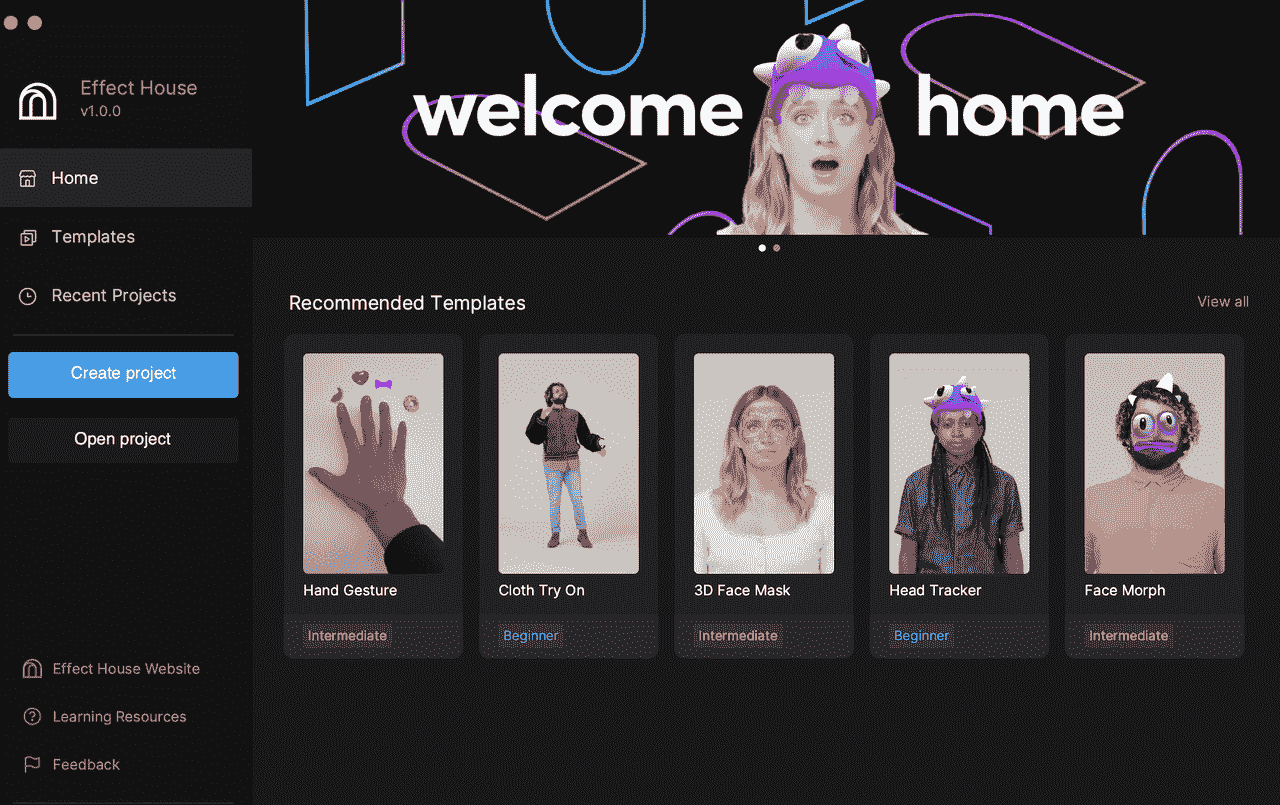 Effect House
v1.0.0
Home
Templates
Recent Projects
Create project
Open project
Effect House Website
Learning Resources
Feedback
welcome home
Recommended Templates
View all
Hand Gesture
Intermediate
Cloth Try On
Beginner
3D Face Mask
Intermediate
Head Tracker
Beginner
Face Morph
Intermediate